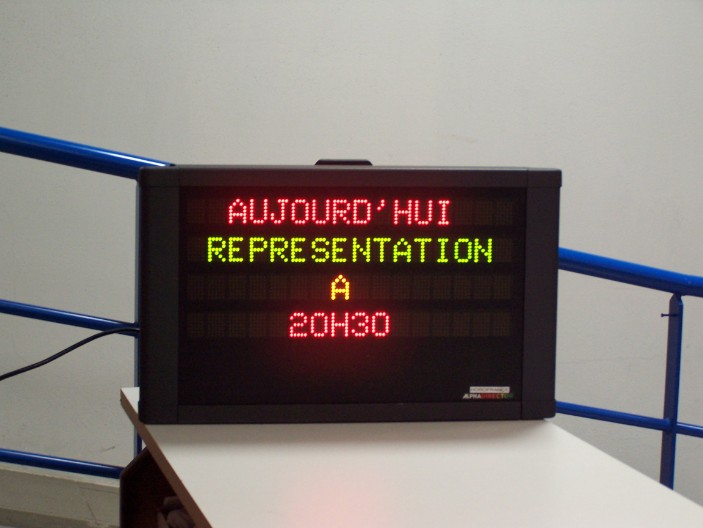 AUJOURD'HUI
REPRESENTATION
A
20H30